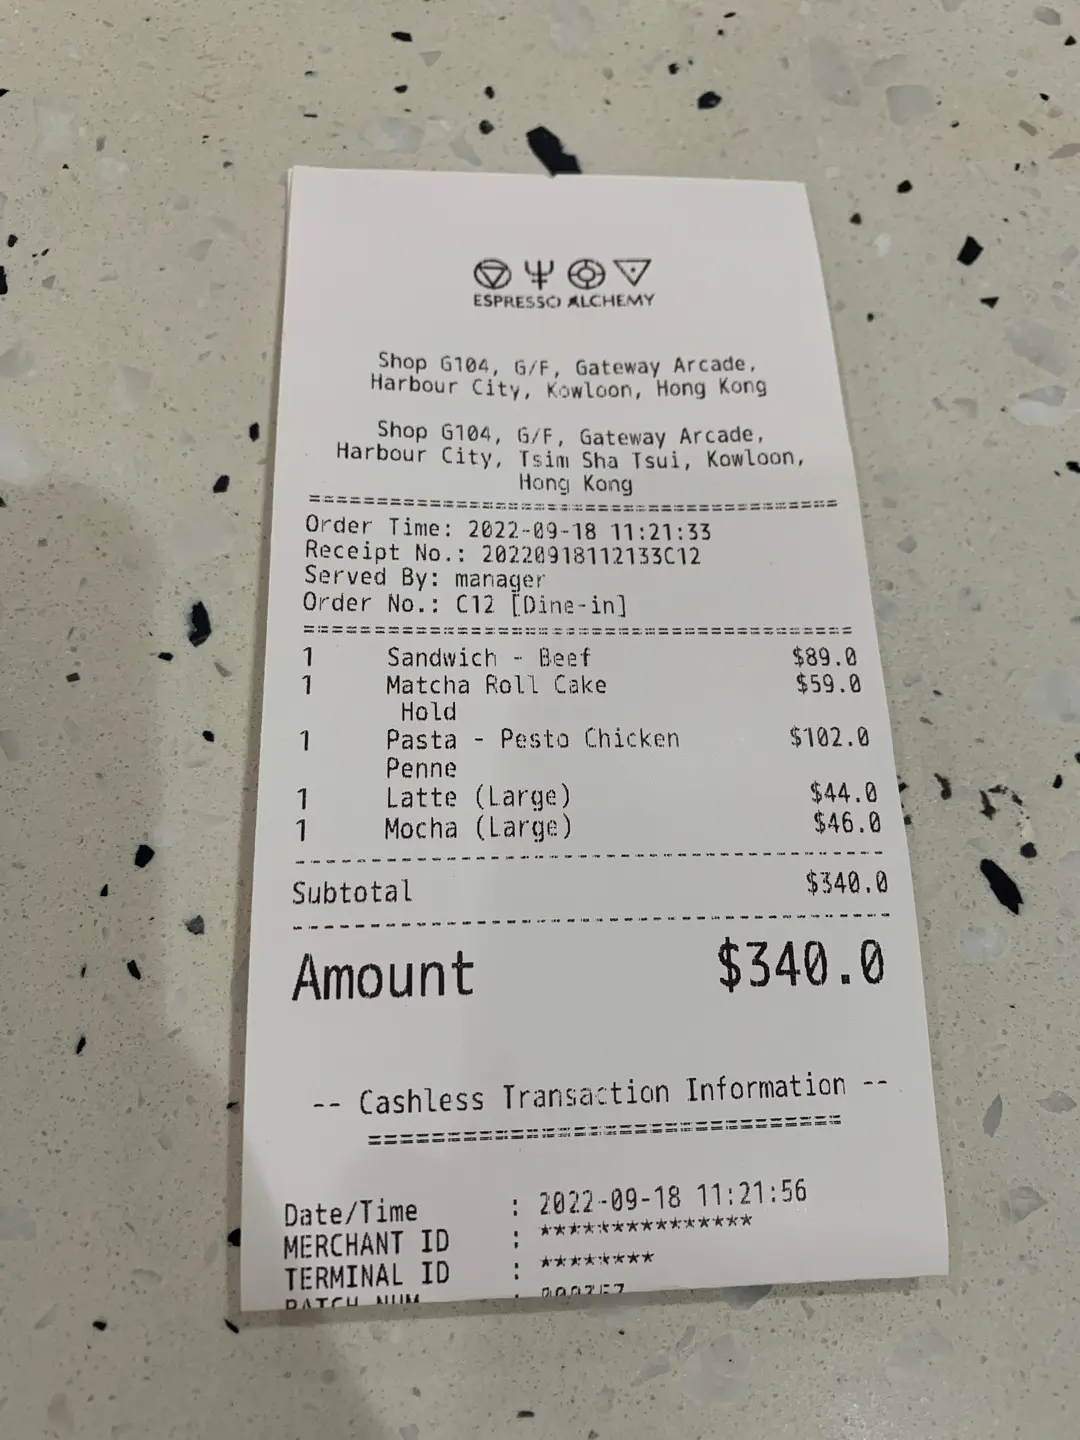 ESPRESSO ALCHEMY
Shop G104, G/F, Gateway Arcade,
Harbour City, Kowloon, Hong Kong
Shop G104, G/F, Gateway Arcade,
Harbour City, Tsim Sha Tsui, Kowloon,
Hong Kong
======================================
Order Time: 2022-09-18 11:21:33
Receipt No.: 20220918112133C12
Served By: manager
Order No.: C12 [Dine-in]
======================================
1 Sandwich - Beef $89.0
1 Matcha Roll Cake $59.0
Hold
1 Pasta - Pesto Chicken $102.0
Penne
1 Latte (Large) $44.0
1 Mocha (Large) $46.0
Subtotal $340.0
Amount $340.0
-- Cashless Transaction Information --
==============================
Date/Time : 2022-09-18 11:21:56
MERCHANT ID : ***************
TERMINAL ID : ********
BATCH NUM :